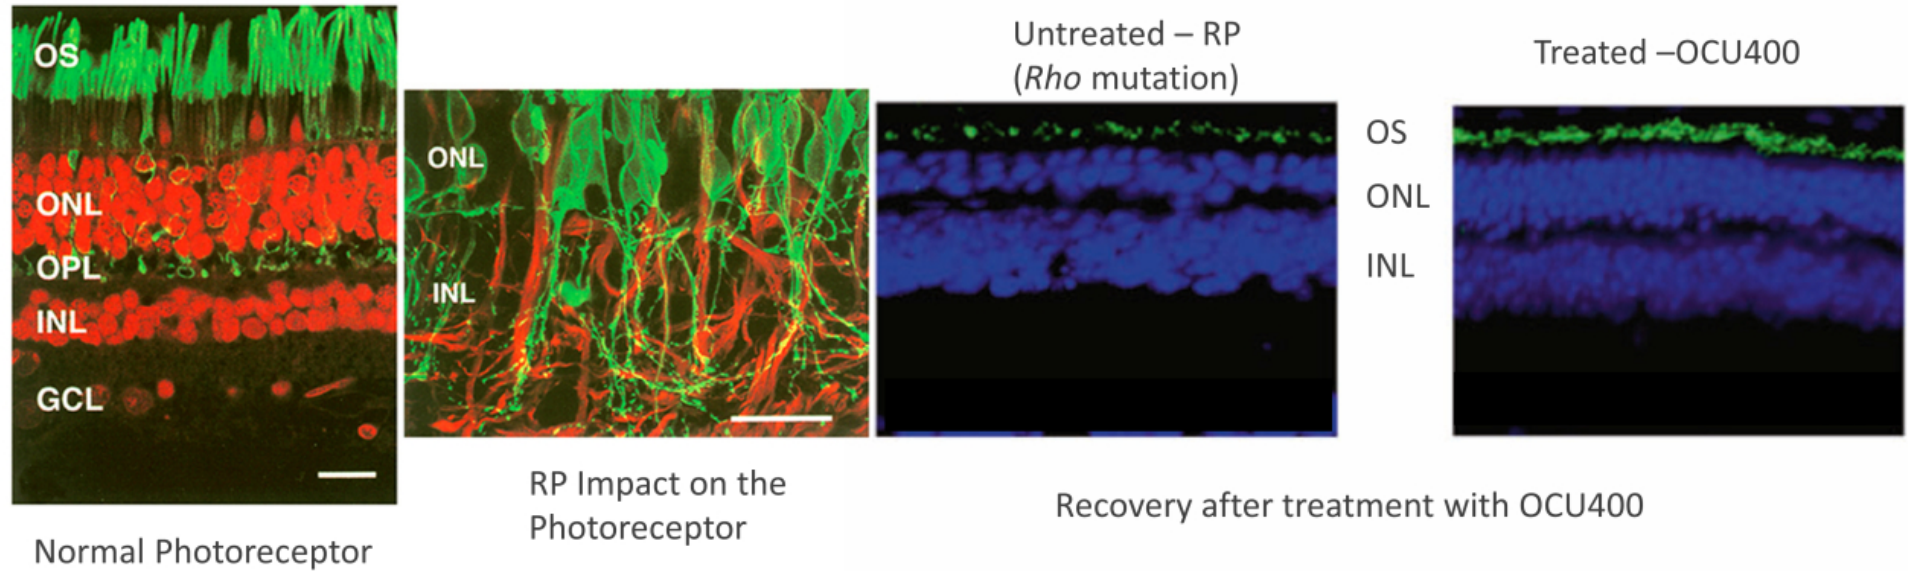 OS
ONL
OPL
INL
GCL
Normal Photoreceptor
ONL
INL
RP Impact on the
Photoreceptor
Untreated – RP
(Rho mutation)
OS
ONL
INL
Treated –OCU400
Recovery after treatment with OCU400